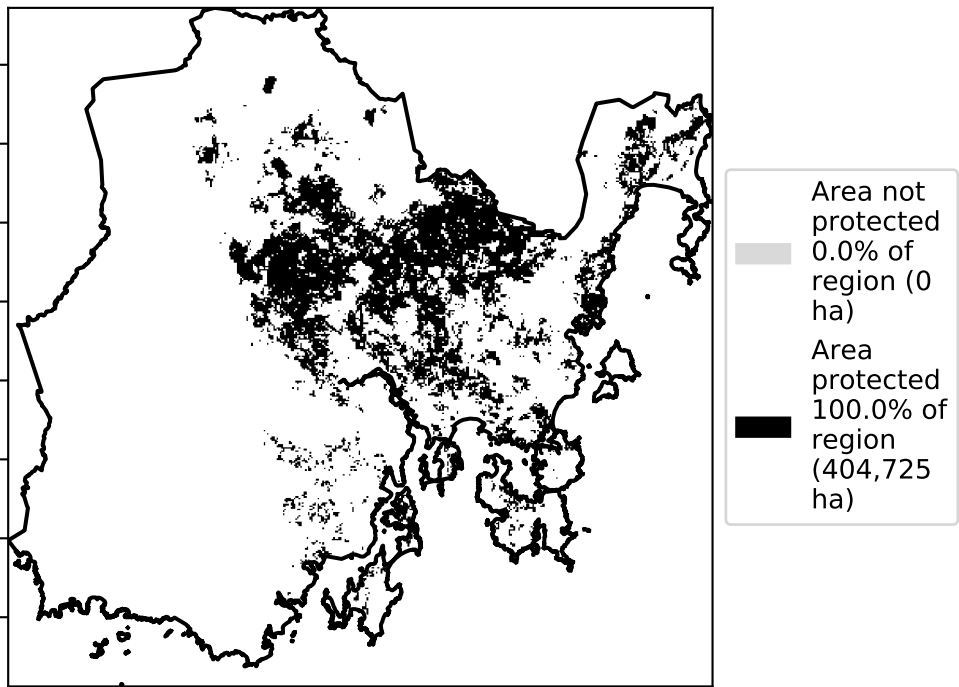 Area not
protected
0.0% of
region (0
ha)
Area
protected
100.0% of
region
(404,725
ha)